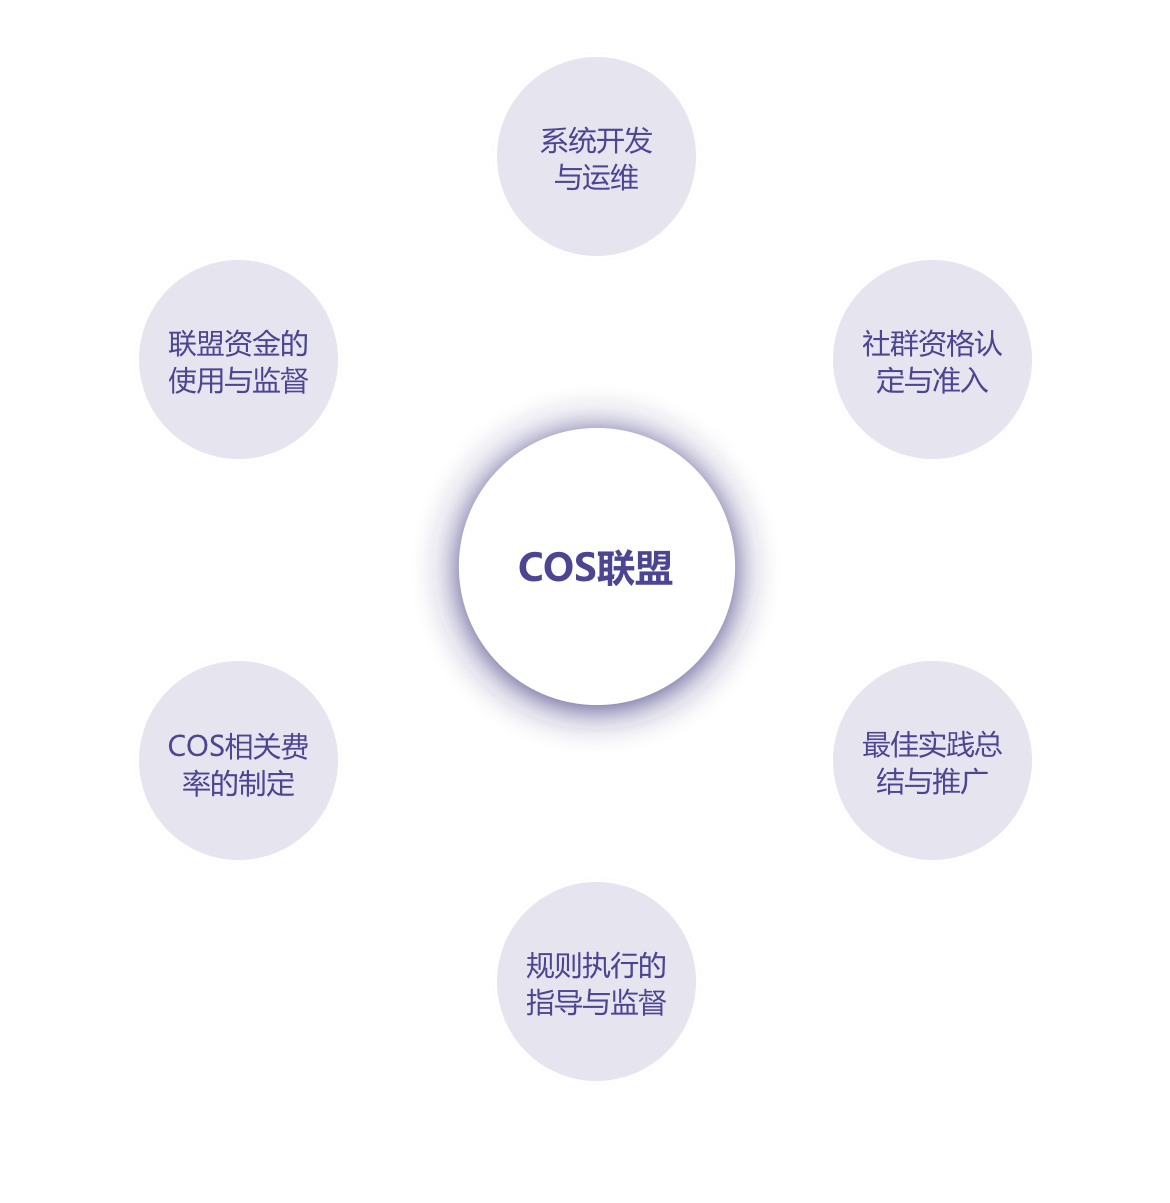 系统开发
与运维
联盟资金的
使用与监督
社群资格认
定与准入
COS联盟
COS相关费
率的制定
最佳实践总
结与推广
规则执行的
指导与监督